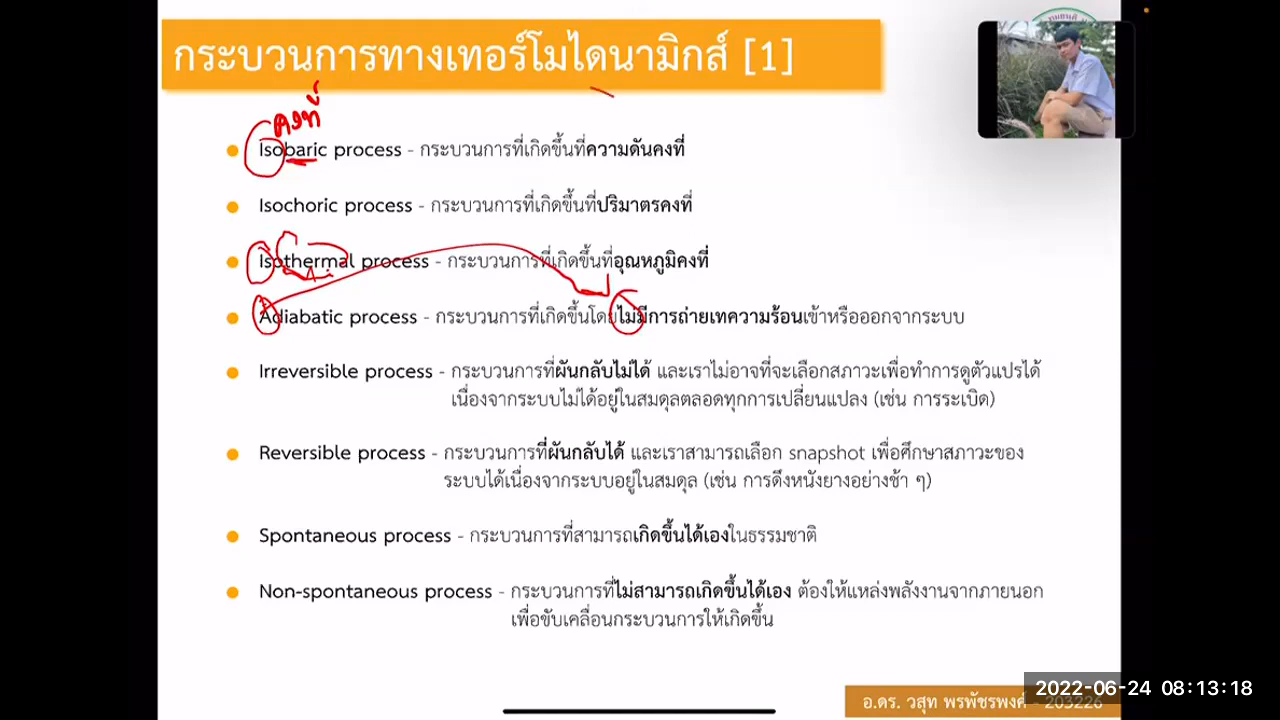 กระบวนการทางเทอร์โมไดนามิกส์ [1]
คงที่
Isobaric process - กระบวนการที่เกิดขึ้นที่ความดันคงที่
Isochoric process - กระบวนการที่เกิดขึ้นที่ปริมาตรคงที่
Isothermal process - กระบวนการที่เกิดขึ้นที่อุณหภูมิคงที่
Adiabatic process - กระบวนการที่เกิดขึ้นโดยไม่มีการถ่ายเทความร้อนเข้าหรือออกจากระบบ
Irreversible process - กระบวนการที่ผันกลับไม่ได้ และเราไม่อาจที่จะเลือกสภาวะเพื่อทำการดูตัวแปรได้
เนื่องจากระบบไม่ได้อยู่ในสมดุลตลอดทุกการเปลี่ยนแปลง (เช่น การระเบิด)
Reversible process - กระบวนการที่ผันกลับได้ และเราสามารถเลือก snapshot เพื่อศึกษาสภาวะของ
ระบบได้เนื่องจากระบบอยู่ในสมดุล (เช่น การดึงหนังยางอย่างช้า ๆ)
Spontaneous process - กระบวนการที่สามารถเกิดขึ้นได้เองในธรรมชาติ
Non-spontaneous process - กระบวนการที่ไม่สามารถเกิดขึ้นได้เอง ต้องให้แหล่งพลังงานจากภายนอก
เพื่อขับเคลื่อนกระบวนการให้เกิดขึ้น
2022-06-24 08:13:18
อ.ดร. วสุท พรพัชรพงศ์ - 203226